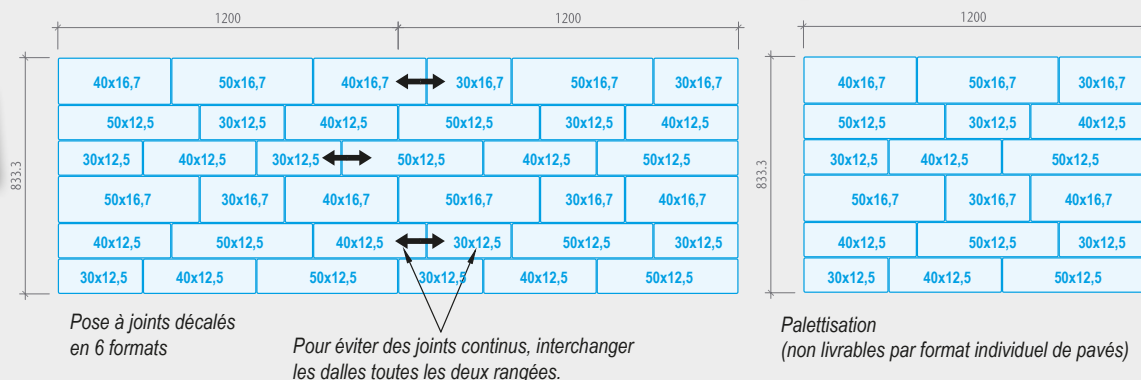 1200 1200
833.3
40x16,7 50x16,7 40x16,7 30x16,7 50x16,7 30x16,7
50x12,5 30x12,5 40x12,5 50x12,5 30x12,5 40x12,5
30x12,5 40x12,5 30x12,5 50x12,5 40x12,5 50x12,5
50x16,7 30x16,7 40x16,7 50x16,7 30x16,7 40x16,7
40x12,5 50x12,5 40x12,5 30x12,5 50x12,5 30x12,5
30x12,5 40x12,5 50x12,5 30x12,5 40x12,5 50x12,5
Pose à joints décalés
en 6 formats
Pour éviter des joints continus, interchanger
les dalles toutes les deux rangées.
1200
833.3
40x16,7 50x16,7 30x16,7
50x12,5 30x12,5 40x12,5
30x12,5 40x12,5 50x12,5
50x16,7 30x16,7 40x16,7
40x12,5 50x12,5 30x12,5
30x12,5 40x12,5 50x12,5
Palettisation
(non livrables par format individuel de pavés)